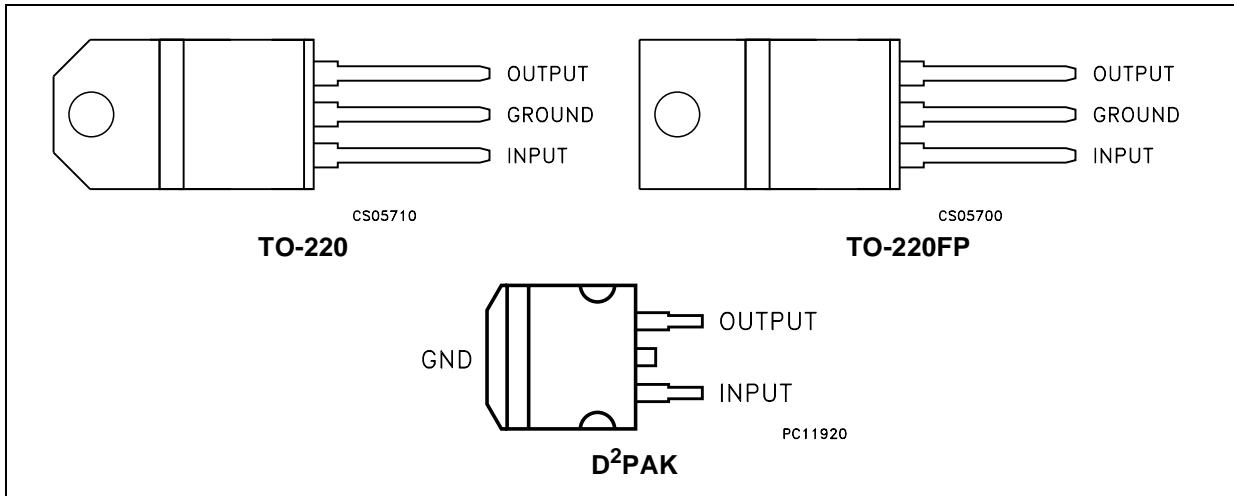 OUTPUT
GROUND
INPUT
CS05710
TO-220
OUTPUT
GROUND
INPUT
CS05700
TO-220FP
GND
OUTPUT
INPUT
PC11920
D²PAK